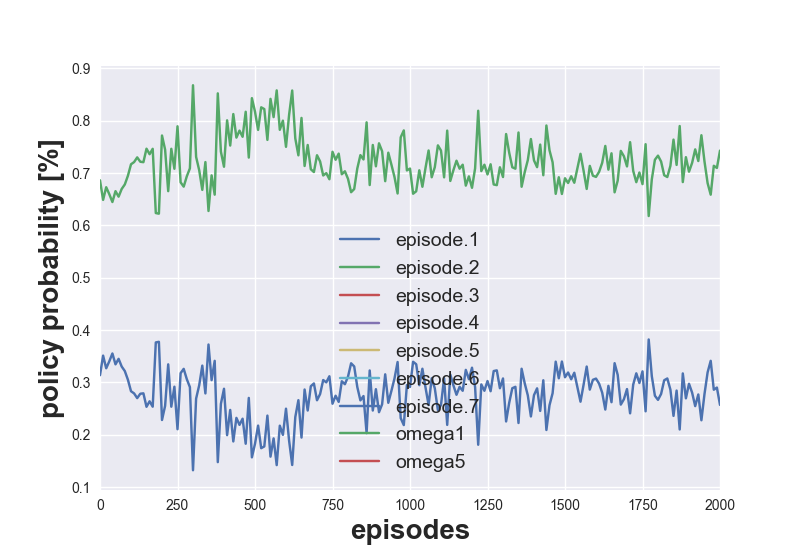 0.9
0.8
0.7
0.6
0.5
0.4
0.3
0.2
0.1
policy probability [%]
episode.1
episode.2
episode.3
episode.4
episode.5
episode.6
episode.7
omega1
omega5
0 250 500 750 1000 1250 1500 1750 2000
episodes